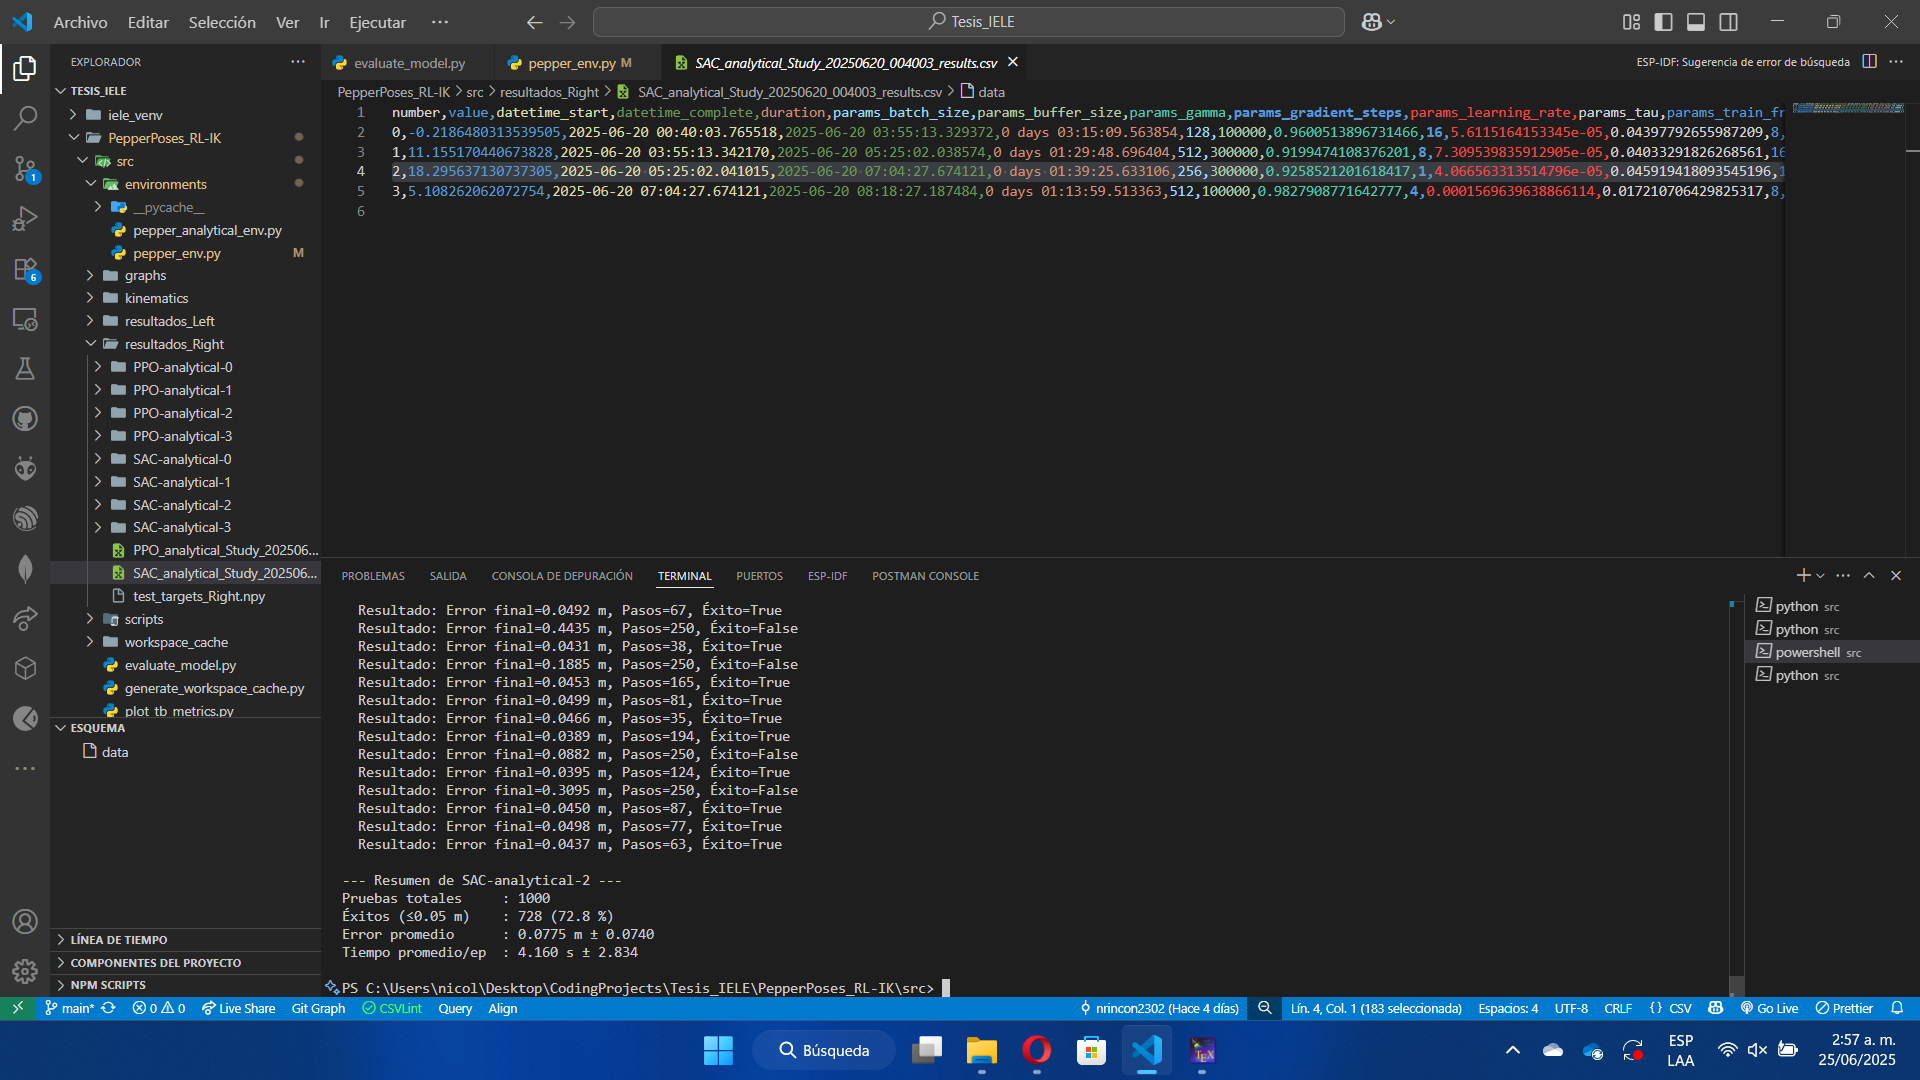 Archivo Editar Selección Ver Ir Ejecutar ···
Tesis_IELE
EXPLORADOR
TESIS_IELE
iele_venv
PepperPoses_RL-IK
src
environments
__pycache__
pepper_analytical_env.py
pepper_env.py M
graphs
kinematics
resultados_Left
resultados_Right
PPO-analytical-0
PPO-analytical-1
PPO-analytical-2
PPO-analytical-3
SAC-analytical-0
SAC-analytical-1
SAC-analytical-2
SAC-analytical-3
PPO_analytical_Study_202506...
SAC_analytical_Study_202506...
test_targets_Right.npy
scripts
workspace_cache
evaluate_model.py
generate_workspace_cache.py
plot_tb_metrics.py
ESQUEMA
data
LÍNEA DE TIEMPO
COMPONENTES DEL PROYECTO
NPM SCRIPTS
1
6
evaluate_model.py
pepper_env.py M
SAC_analytical_Study_20250620_004003_results.csv
ESP-IDF: Sugerencia de error de búsqueda
PepperPoses_RL-IK > src > resultados_Right > SAC_analytical_Study_20250620_004003_results.csv > data
1 number,value,datetime_start,datetime_complete,duration,params_batch_size,params_buffer_size,params_gamma,params_gradient_steps,params_learning_rate,params_tau,params_train_fr
2 0,-0.2186480313539505,2025-06-20 00:40:03.765518,2025-06-20 03:55:13.329372,0 days 03:15:09.563854,128,100000,0.9600513896731466,16,5.6115164153345e-05,0.04397792655987209,8,
3 1,11.155170440673828,2025-06-20 03:55:13.342170,2025-06-20 05:25:02.038574,0 days 01:29:48.696404,512,300000,0.9199474108376201,8,7.309539835912905e-05,0.04033291826268561,16
4 2,18.295637130737305,2025-06-20 05:25:02.041015,2025-06-20 07:04:27.674121,0 days 01:39:25.633106,256,300000,0.9258521201618417,1,4.066563313514796e-05,0.045919418093545196,1
5 3,5.108262062072754,2025-06-20 07:04:27.674121,2025-06-20 08:18:27.187484,0 days 01:13:59.513363,512,100000,0.9827908771642777,4,0.0001569639638866114,0.017210706429825317,8,
6
PROBLEMAS SALIDA CONSOLA DE DEPURACIÓN TERMINAL PUERTOS ESP-IDF POSTMAN CONSOLE
Resultado: Error final=0.0492 m, Pasos=67, Éxito=True
Resultado: Error final=0.4435 m, Pasos=250, Éxito=False
Resultado: Error final=0.0431 m, Pasos=38, Éxito=True
Resultado: Error final=0.1885 m, Pasos=250, Éxito=False
Resultado: Error final=0.0453 m, Pasos=165, Éxito=True
Resultado: Error final=0.0499 m, Pasos=81, Éxito=True
Resultado: Error final=0.0466 m, Pasos=35, Éxito=True
Resultado: Error final=0.0389 m, Pasos=194, Éxito=True
Resultado: Error final=0.0882 m, Pasos=250, Éxito=False
Resultado: Error final=0.0395 m, Pasos=124, Éxito=True
Resultado: Error final=0.3095 m, Pasos=250, Éxito=False
Resultado: Error final=0.0450 m, Pasos=87, Éxito=True
Resultado: Error final=0.0498 m, Pasos=77, Éxito=True
Resultado: Error final=0.0437 m, Pasos=63, Éxito=True
--- Resumen de SAC-analytical-2 ---
Pruebas totales : 1000
Éxitos (≤0.05 m) : 728 (72.8 %)
Error promedio : 0.0775 m ± 0.0740
Tiempo promedio/ep : 4.160 s ± 2.834
PS C:\Users\nicol\Desktop\CodingProjects\Tesis_IELE\PepperPoses_RL-IK\src>
python src
python src
powershell src
python src
main* 0 0 Live Share Git Graph CSVLint Query Align
nrincon2302 (Hace 4 días) Lín. 4, Col. 1 (183 seleccionada) Espacios: 4 UTF-8 CRLF {} CSV Go Live Prettier
Búsqueda
ESP
LAA
2:57 a. m.
25/06/2025